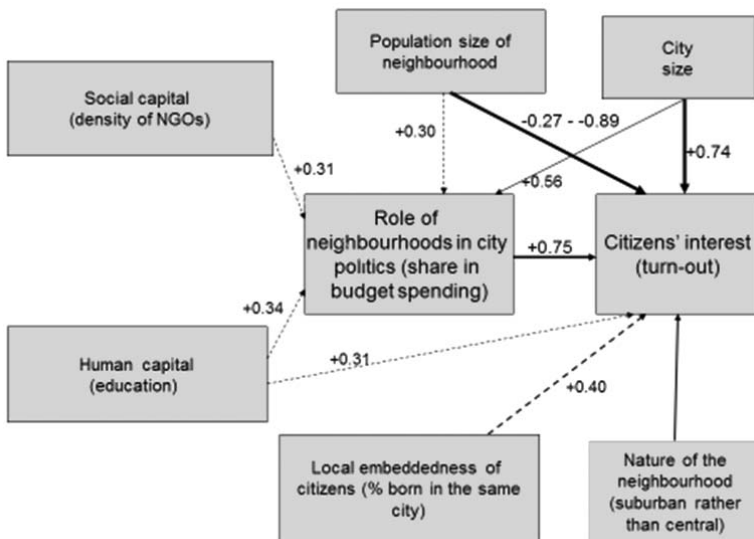 Population size of
neighbourhood
City
size
Social capital
(density of NGOs)
-0.27 - -0.89
+0.30
+0.74
+0.31
+0.56
Role of
neighbourhoods in city
politics (share in
budget spending)
+0.75
Citizens' interest
(turn-out)
+0.34
Human capital
(education)
+0.31
+0.40
Local embeddedness of
citizens (% born in the same
city)
Nature of the
neighbourhood
(suburban rather
than central)